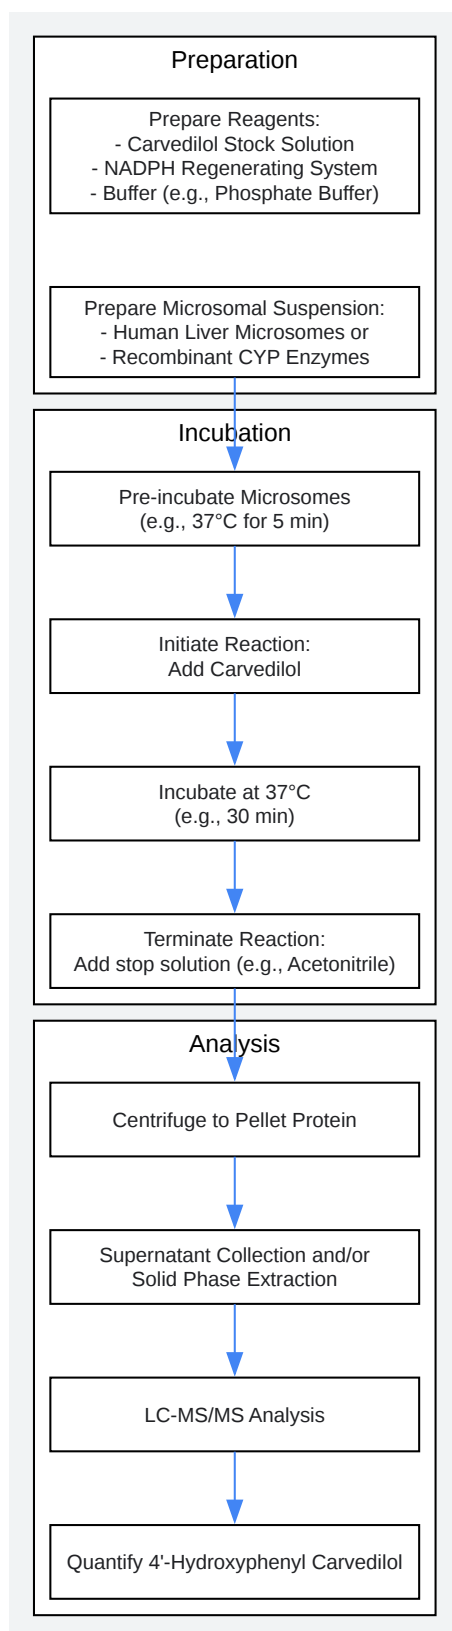 Preparation
Prepare Reagents:
- Carvedilol Stock Solution
- NADPH Regenerating System
- Buffer (e.g., Phosphate Buffer)
Prepare Microsomal Suspension:
- Human Liver Microsomes or
- Recombinant CYP Enzymes
Incubation
Pre-incubate Microsomes
(e.g., 37°C for 5 min)
Initiate Reaction:
Add Carvedilol
Incubate at 37°C
(e.g., 30 min)
Terminate Reaction:
Add stop solution (e.g., Acetonitrile)
Analysis
Centrifuge to Pellet Protein
Supernatant Collection and/or
Solid Phase Extraction
LC-MS/MS Analysis
Quantify 4'-Hydroxyphenyl Carvedilol